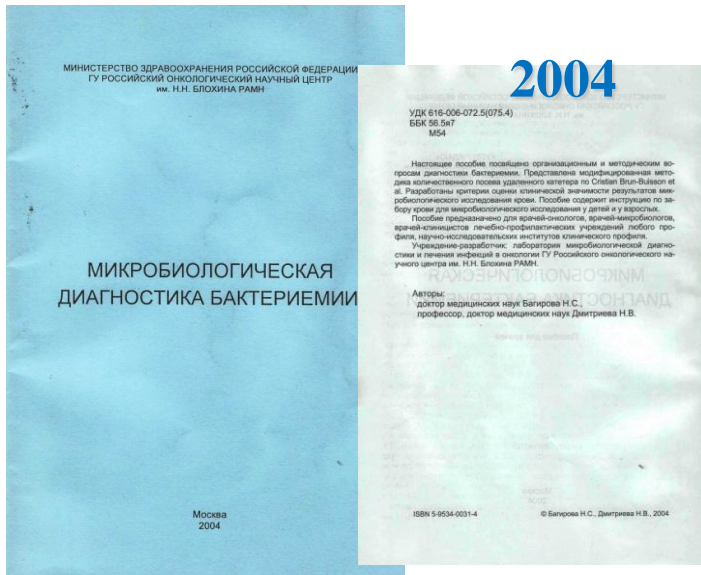 МИНИСТЕРСТВО ЗДРАВООХРАНЕНИЯ РОССИЙСКОЙ ФЕДЕРАЦИИ
ГУ РОССИЙСКИЙ ОНКОЛОГИЧЕСКИЙ НАУЧНЫЙ ЦЕНТР
им. Н.Н. БЛОХИНА РАМН
МИКРОБИОЛОГИЧЕСКАЯ
ДИАГНОСТИКА БАКТЕРИЕМИИ
Москва
2004
2004
УДК 616-006-072.5(075.4)
ББК 56.5я7
М54
Настоящее пособие посвящено организационным и методическим во-
просам диагностики бактериемии. Представлена модифицированная мето-
дика количественного посева удаленного катетера по Cristian Brun-Buisson et
al. Разработаны критерии оценки клинической значимости результатов мик-
робиологического исследования крови. Пособие содержит инструкцию по за-
бору крови для микробиологического исследования у детей и у взрослых.
Пособие предназначено для врачей-онкологов, врачей-микробиологов,
врачей-клиницистов лечебно-профилактических учреждений любого про-
филя, научно-исследовательских институтов клинического профиля.
Учреждение-разработчик: лаборатория микробиологической диагно-
стики и лечения инфекций в онкологии ГУ Российского онкологического на-
учного центра им. Н.Н. Блохина РАМН.
Авторы:
доктор медицинских наук Багирова Н.С.,
профессор, доктор медицинских наук Дмитриева Н.В.
ISBN 5-9534-0031-4
© Багирова Н.С., Дмитриева Н.В., 2004